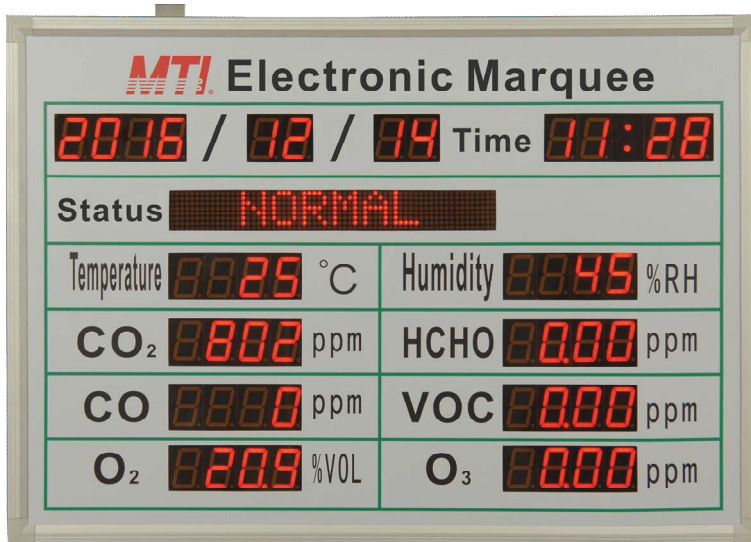 MTI® Electronic Marquee
2016 / 12 / 14 Time 11:28
Status NORMAL
Temperature 25 °C Humidity 45 %RH
CO₂ 802 ppm HCHO 0.00 ppm
CO 0 ppm VOC 0.00 ppm
O₂ 20.9 %VOL O₃ 0.00 ppm